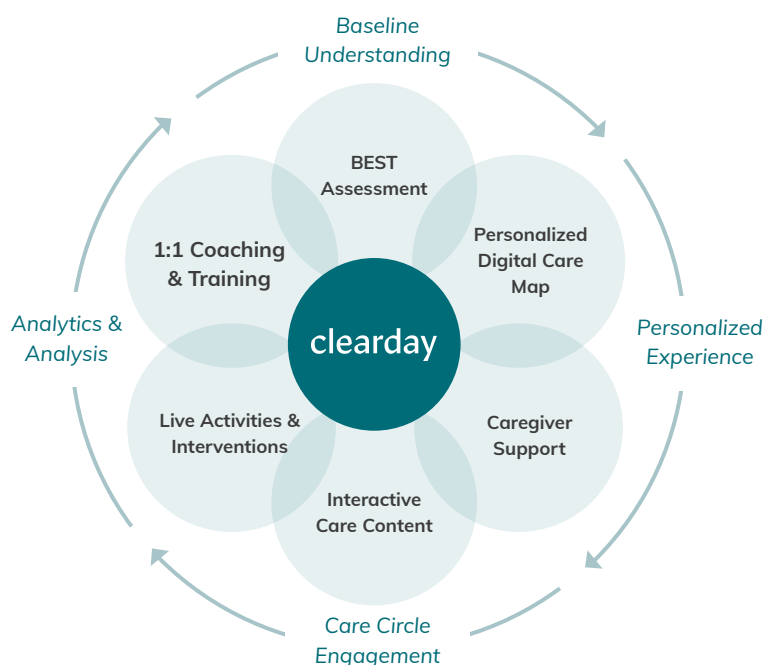 Baseline
Understanding
BEST
Assessment
1:1 Coaching
& Training
Personalized
Digital Care
Map
clearday
Analytics &
Analysis
Personalized
Experience
Live Activities &
Interventions
Caregiver
Support
Interactive
Care Content
Care Circle
Engagement